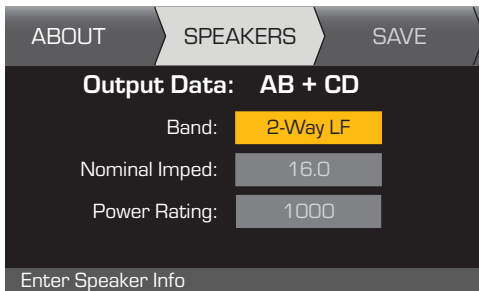 ABOUT SPEAKERS SAVE
Output Data: AB + CD
Band: 2-Way LF
Nominal Imped: 16.0
Power Rating: 1000
Enter Speaker Info